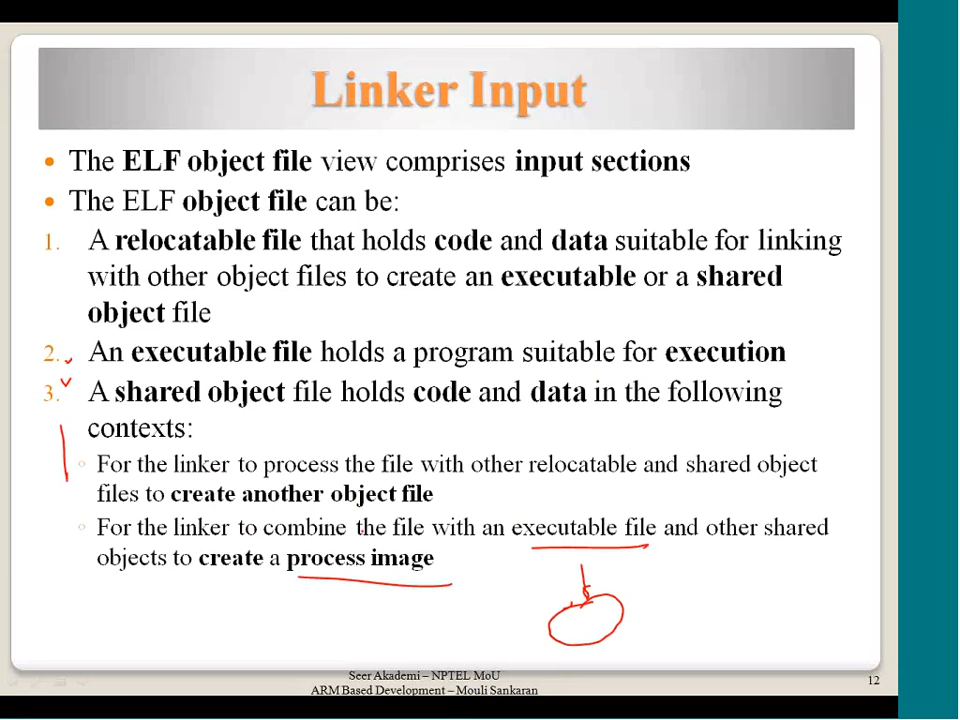 Linker Input
• The ELF object file view comprises input sections
• The ELF object file can be:
1. A relocatable file that holds code and data suitable for linking
with other object files to create an executable or a shared
object file
2. An executable file holds a program suitable for execution
3. A shared object file holds code and data in the following
contexts:
◦ For the linker to process the file with other relocatable and shared object
files to create another object file
◦ For the linker to combine the file with an executable file and other shared
objects to create a process image
Seer Akademi – NPTEL MoU
ARM Based Development – Mouli Sankaran
12